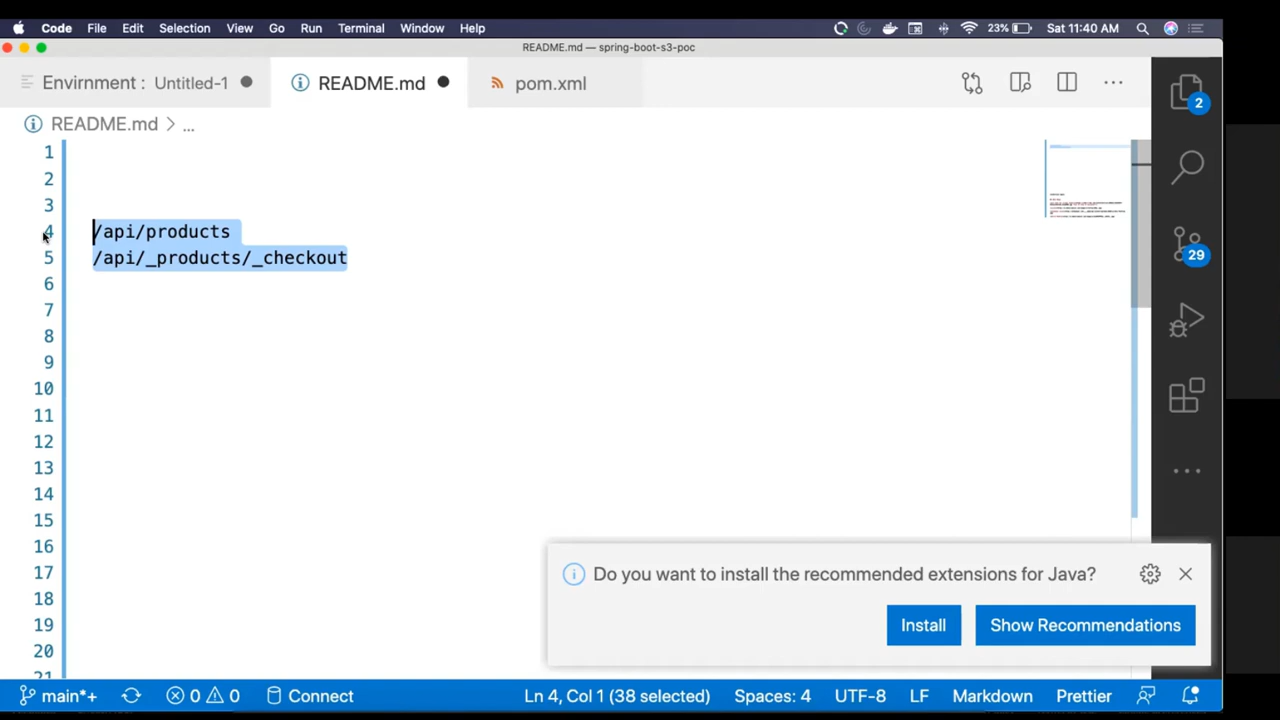 Code File Edit Selection View Go Run Terminal Window Help 23% Sat 11:40 AM
README.md — spring-boot-s3-poc
Envirnment : Untitled-1 README.md pom.xml
README.md > ...
2
1
2
3
4 /api/products
5 /api/_products/_checkout
29
6
7
8
9
10
11
12
13
14
15
16
17
18
19
20
21
Do you want to install the recommended extensions for Java?
Install Show Recommendations
main*+ 0 0 Connect Ln 4, Col 1 (38 selected) Spaces: 4 UTF-8 LF Markdown Prettier